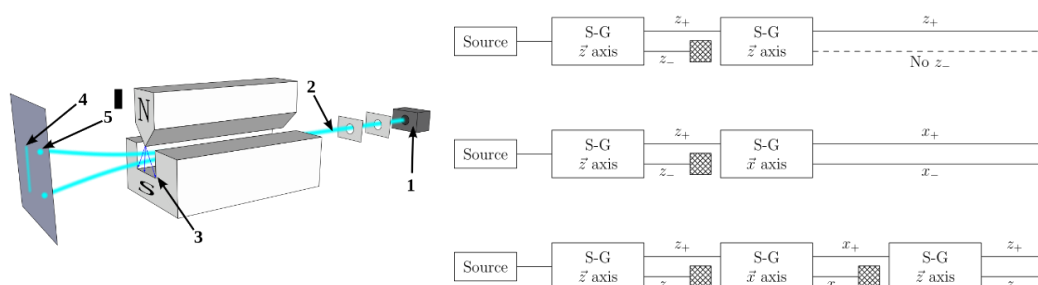 4
5
N
S
2
1
3
z₊
z₊
Source
S-G
z⃗ axis
S-G
z⃗ axis
z₋
No z₋
z₊
x₊
Source
S-G
z⃗ axis
S-G
x⃗ axis
z₋
x₋
z₊
x₊
z₊
Source
S-G
z⃗ axis
S-G
x⃗ axis
S-G
z⃗ axis